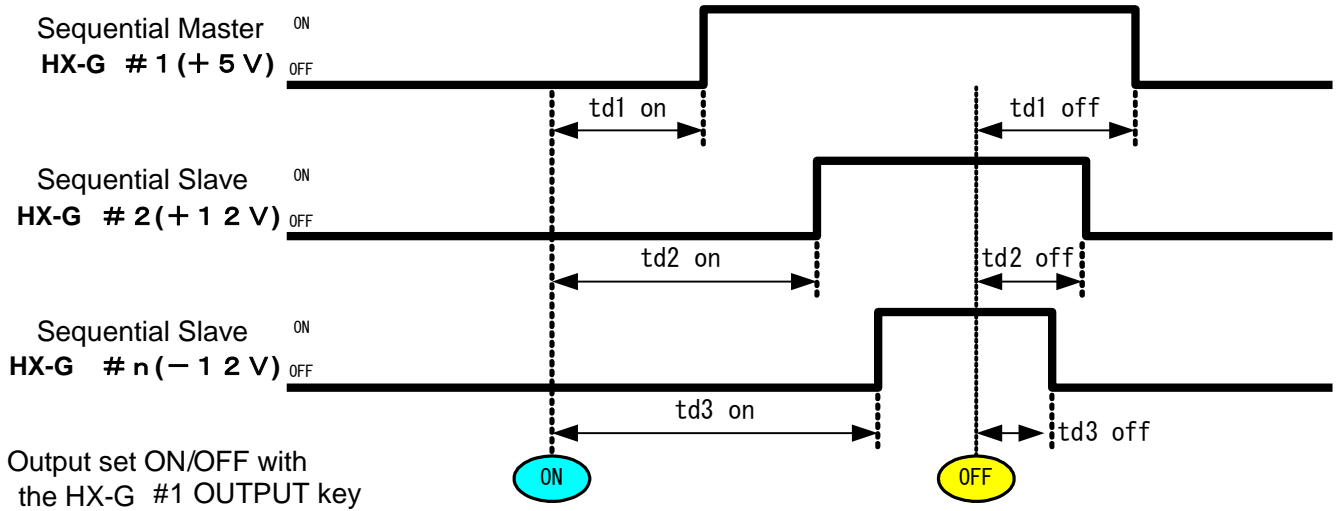 Sequential Master ON
HX-G ＃１(＋５Ｖ) OFF
td1 on
td1 off
Sequential Slave ON
HX-G ＃２(＋１２Ｖ) OFF
td2 on
td2 off
Sequential Slave ON
HX-G ＃ｎ(－１２Ｖ) OFF
td3 on
td3 off
Output set ON/OFF with
the HX-G #1 OUTPUT key
ON
OFF